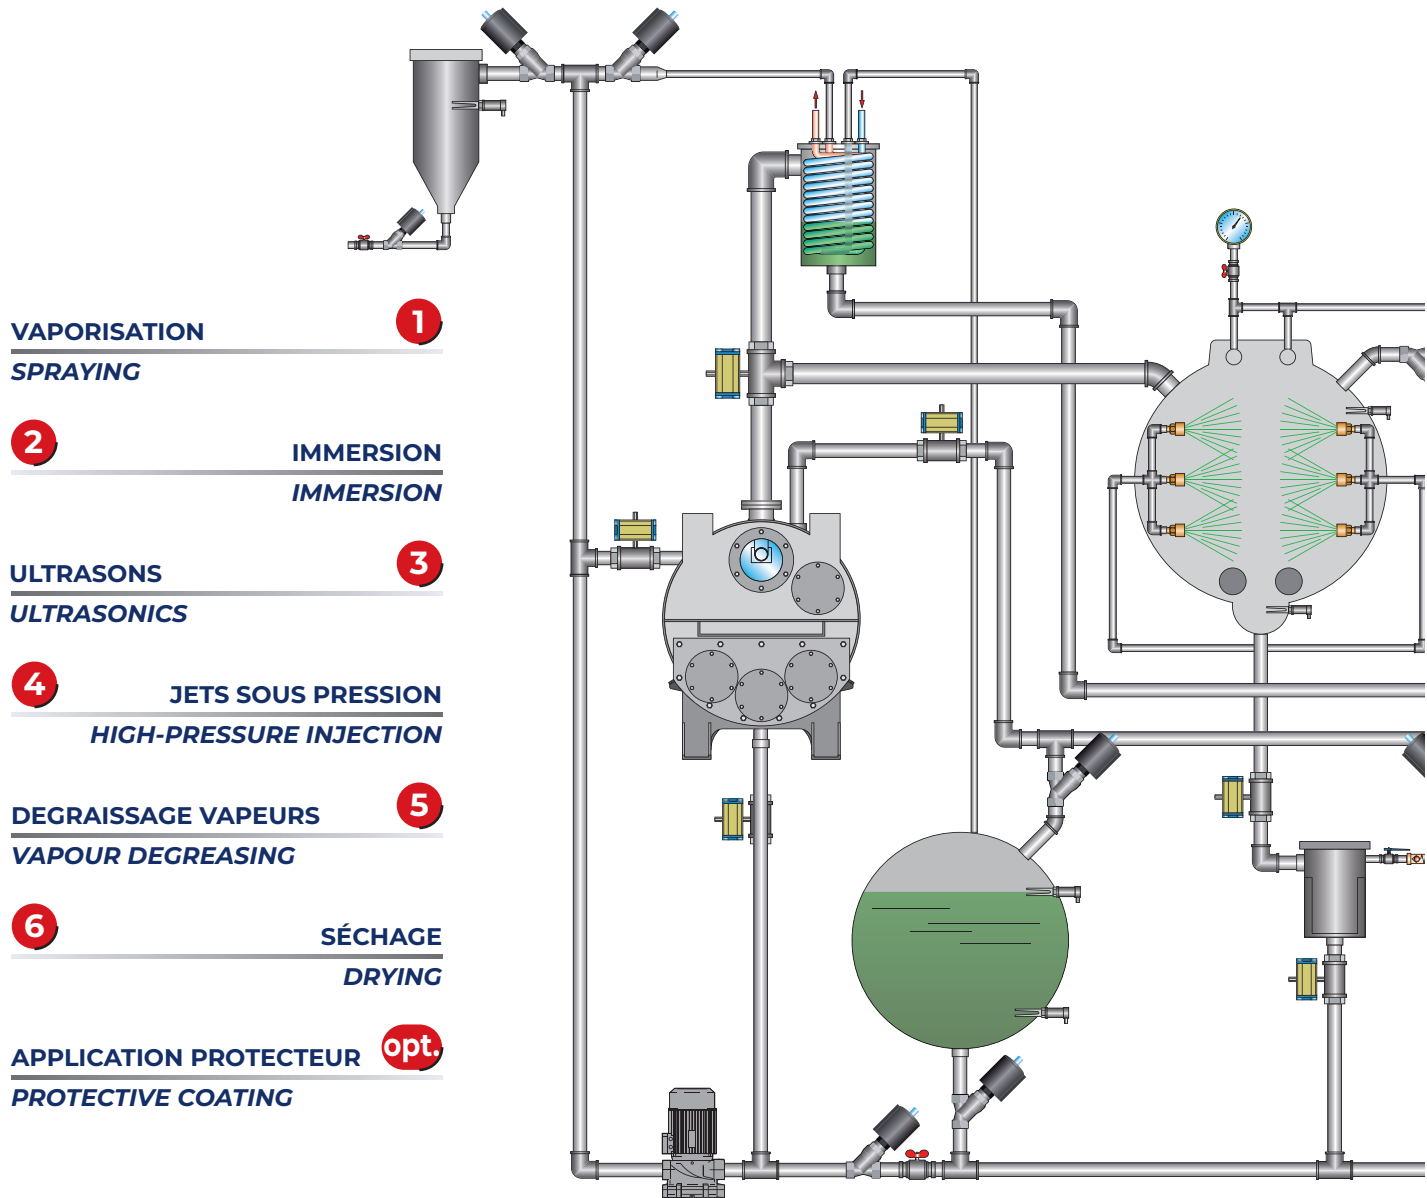 1
VAPORISATION
SPRAYING
2
IMMERSION
IMMERSION
3
ULTRASONS
ULTRASONICS
4
JETS SOUS PRESSION
HIGH-PRESSURE INJECTION
5
DEGRAISSAGE VAPEURS
VAPOUR DEGREASING
6
SÉCHAGE
DRYING
opt.
APPLICATION PROTECTEUR
PROTECTIVE COATING